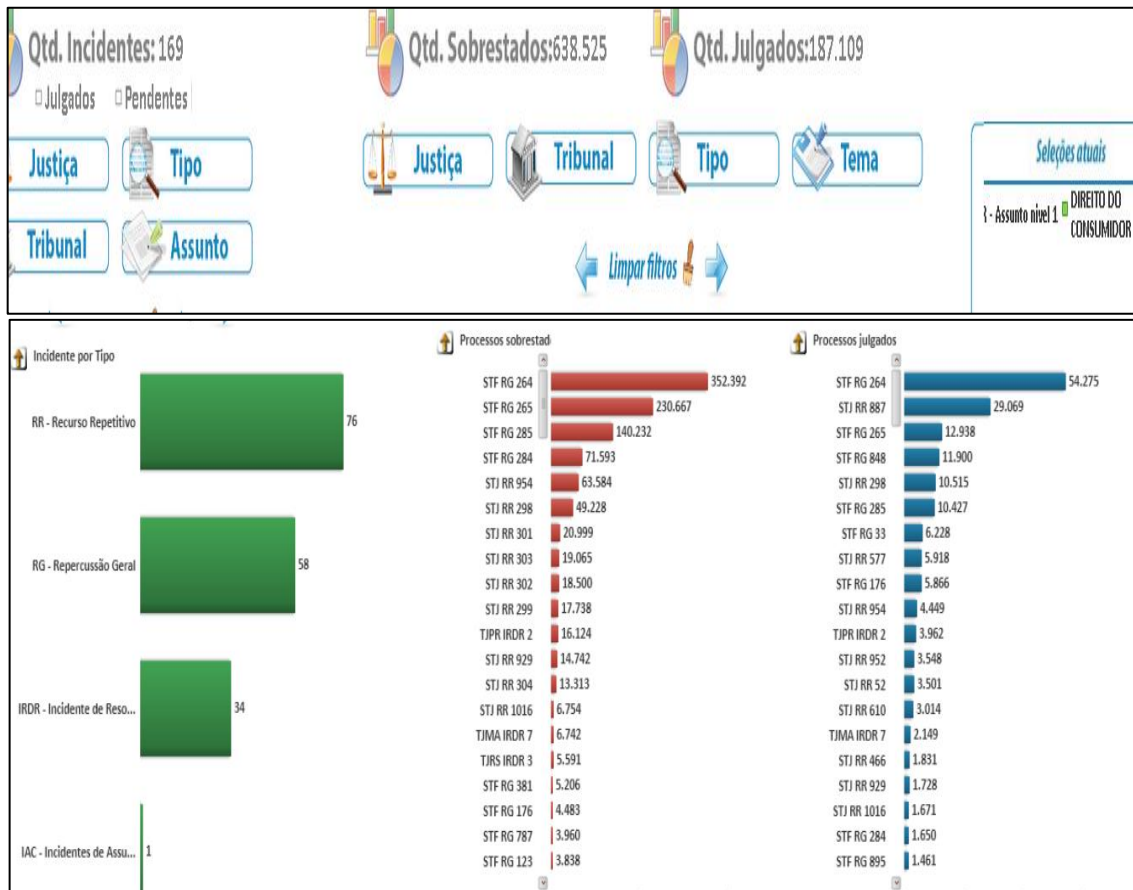 Qtd. Incidentes: 169
Julgados Pendentes
Justiça Tipo
Tribunal Assunto
Qtd. Sobrestados:638.525
Qtd. Julgados:187.109
Justiça Tribunal Tipo Tema
Limpar filtros
Seleções atuais
- Assunto nivel 1 DIREITO DO
CONSUMIDOR
Incidente por Tipo
RR - Recurso Repetitivo 76
RG - Repercussão Geral 58
IRDR - Incidente de Reso... 34
IAC - Incidentes de Assu... 1
Processos sobrestad
STF RG 264 352.392
STF RG 265 230.667
STF RG 285 140.232
STF RG 284 71.593
STJ RR 954 63.584
STJ RR 298 49.228
STJ RR 301 20.999
STJ RR 303 19.065
STJ RR 302 18.500
STJ RR 299 17.738
TJPR IRDR 2 16.124
STJ RR 929 14.742
STJ RR 304 13.313
STJ RR 1016 6.754
TJMA IRDR 7 6.742
TJRS IRDR 3 5.591
STF RG 381 5.206
STF RG 176 4.483
STF RG 787 3.960
STF RG 123 3.838
Processos julgados
STF RG 264 54.275
STJ RR 887 29.069
STF RG 265 12.938
STF RG 848 11.900
STJ RR 298 10.515
STF RG 285 10.427
STF RG 33 6.228
STJ RR 577 5.918
STF RG 176 5.866
STJ RR 954 4.449
TJPR IRDR 2 3.962
STJ RR 952 3.548
STJ RR 52 3.501
STJ RR 610 3.014
TJMA IRDR 7 2.149
STJ RR 466 1.831
STJ RR 929 1.728
STJ RR 1016 1.671
STF RG 284 1.650
STF RG 895 1.461